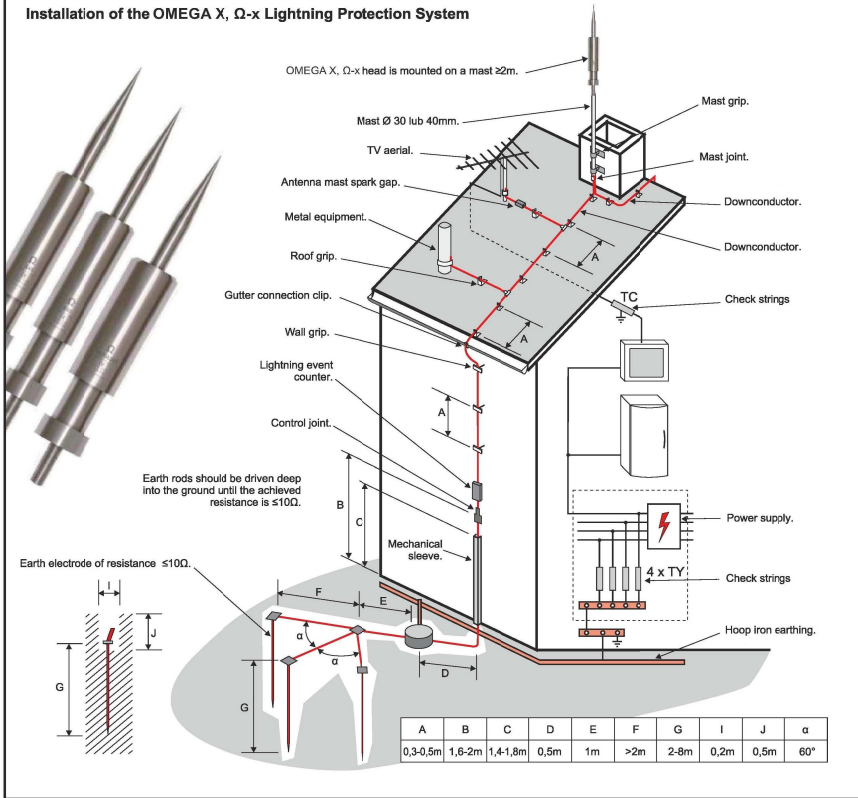 Installation of the OMEGA X, Ω-x Lightning Protection System
OMEGA X, Ω-x head is mounted on a mast ≥2m.
Mast Ø 30 lub 40mm.
Mast grip.
TV aerial.
Mast joint.
Antenna mast spark gap.
Downconductor.
Metal equipment.
Downconductor.
Roof grip.
A
Gutter connection clip.
TC
Check strings
Wall grip.
A
Lightning event
counter.
A
Control joint.
Earth rods should be driven deep
into the ground until the achieved
resistance is ≤10Ω.
B
C
Power supply.
Mechanical
sleeve.
Earth electrode of resistance ≤10Ω.
4 x TY
Check strings
I
F
E
J
α
α
Hoop iron earthing.
G
D
G
A B C D E F G I J α
0,3-0,5m 1,6-2m 1,4-1,8m 0,5m 1m >2m 2-8m 0,2m 0,5m 60°